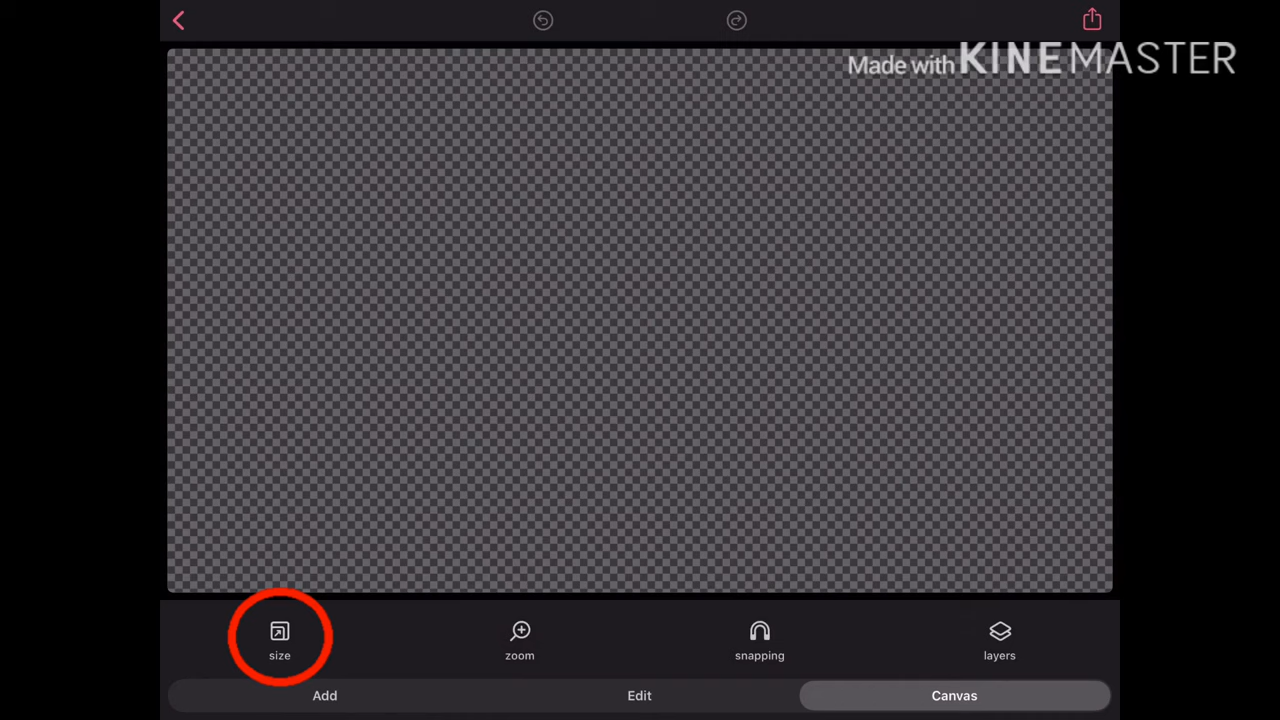 Made with KINEMASTER
size
zoom
snapping
layers
Add
Edit
Canvas